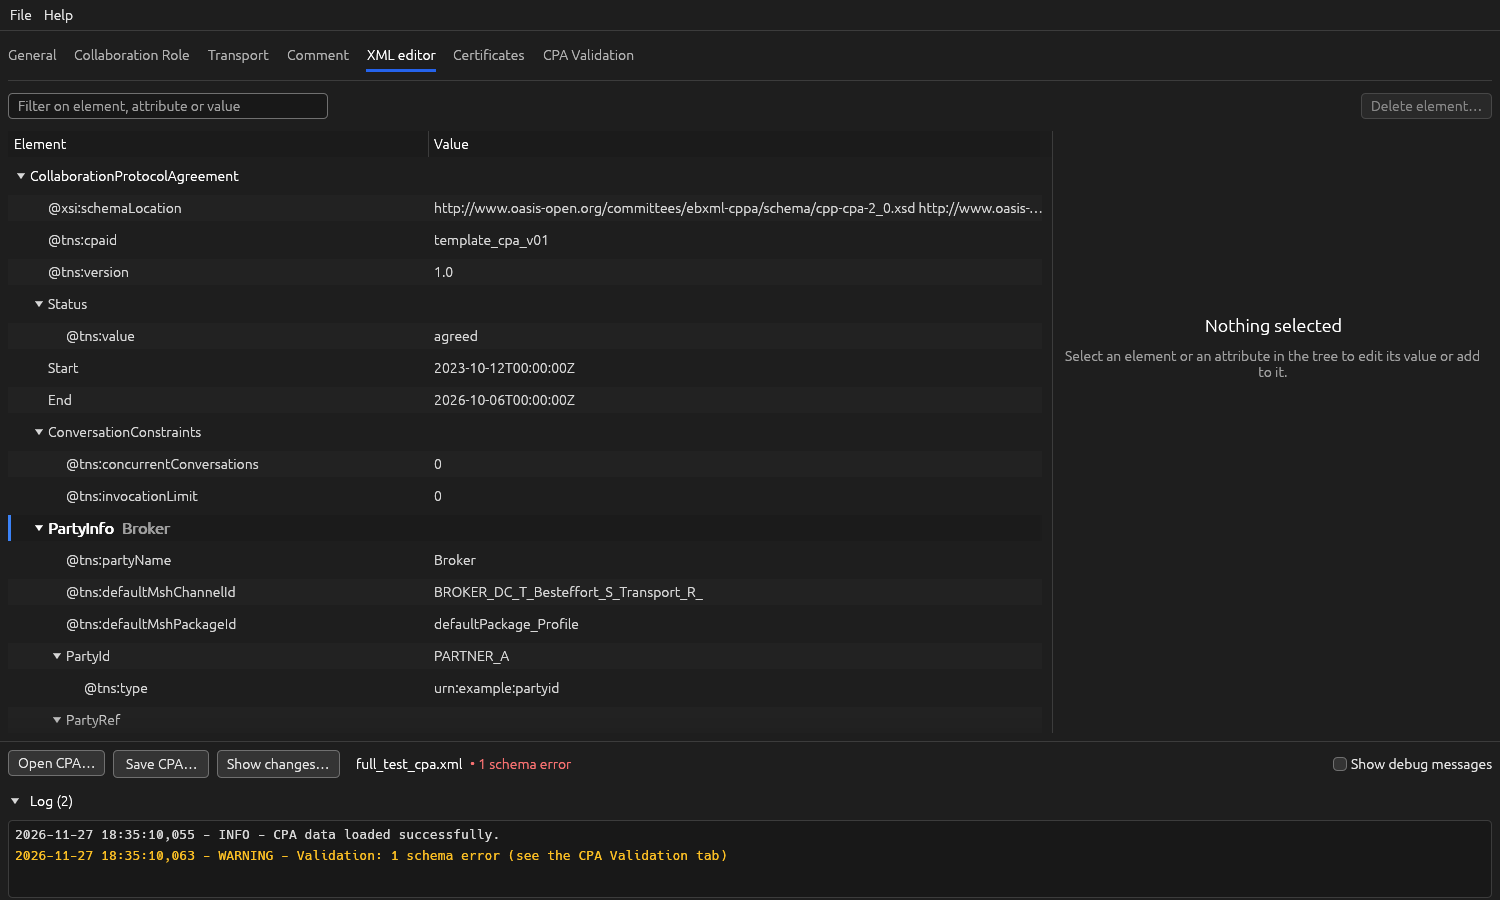 File Help
General Collaboration Role Transport Comment XML editor Certificates CPA Validation
Filter on element, attribute or value Delete element...
Element Value
CollaborationProtocolAgreement
@xsi:schemaLocation http://www.oasis-open.org/committees/ebxml-cppa/schema/cpp-cpa-2_0.xsd http://www.oasis-...
@tns:cpaid template_cpa_v01
@tns:version 1.0
Status
@tns:value agreed
Start 2023-10-12T00:00:00Z
End 2026-10-06T00:00:00Z
ConversationConstraints
@tns:concurrentConversations 0
@tns:invocationLimit 0
PartyInfo Broker
@tns:partyName Broker
@tns:defaultMshChannelId BROKER_DC_T_Besteffort_S_Transport_R_
@tns:defaultMshPackageId defaultPackage_Profile
PartyId PARTNER_A
@tns:type urn:example:partyid
PartyRef
Nothing selected
Select an element or an attribute in the tree to edit its value or add
to it.
Open CPA... Save CPA... Show changes... full_test_cpa.xml • 1 schema error Show debug messages
Log (2)
2026-11-27 18:35:10,055 - INFO - CPA data loaded successfully.
2026-11-27 18:35:10,063 - WARNING - Validation: 1 schema error (see the CPA Validation tab)